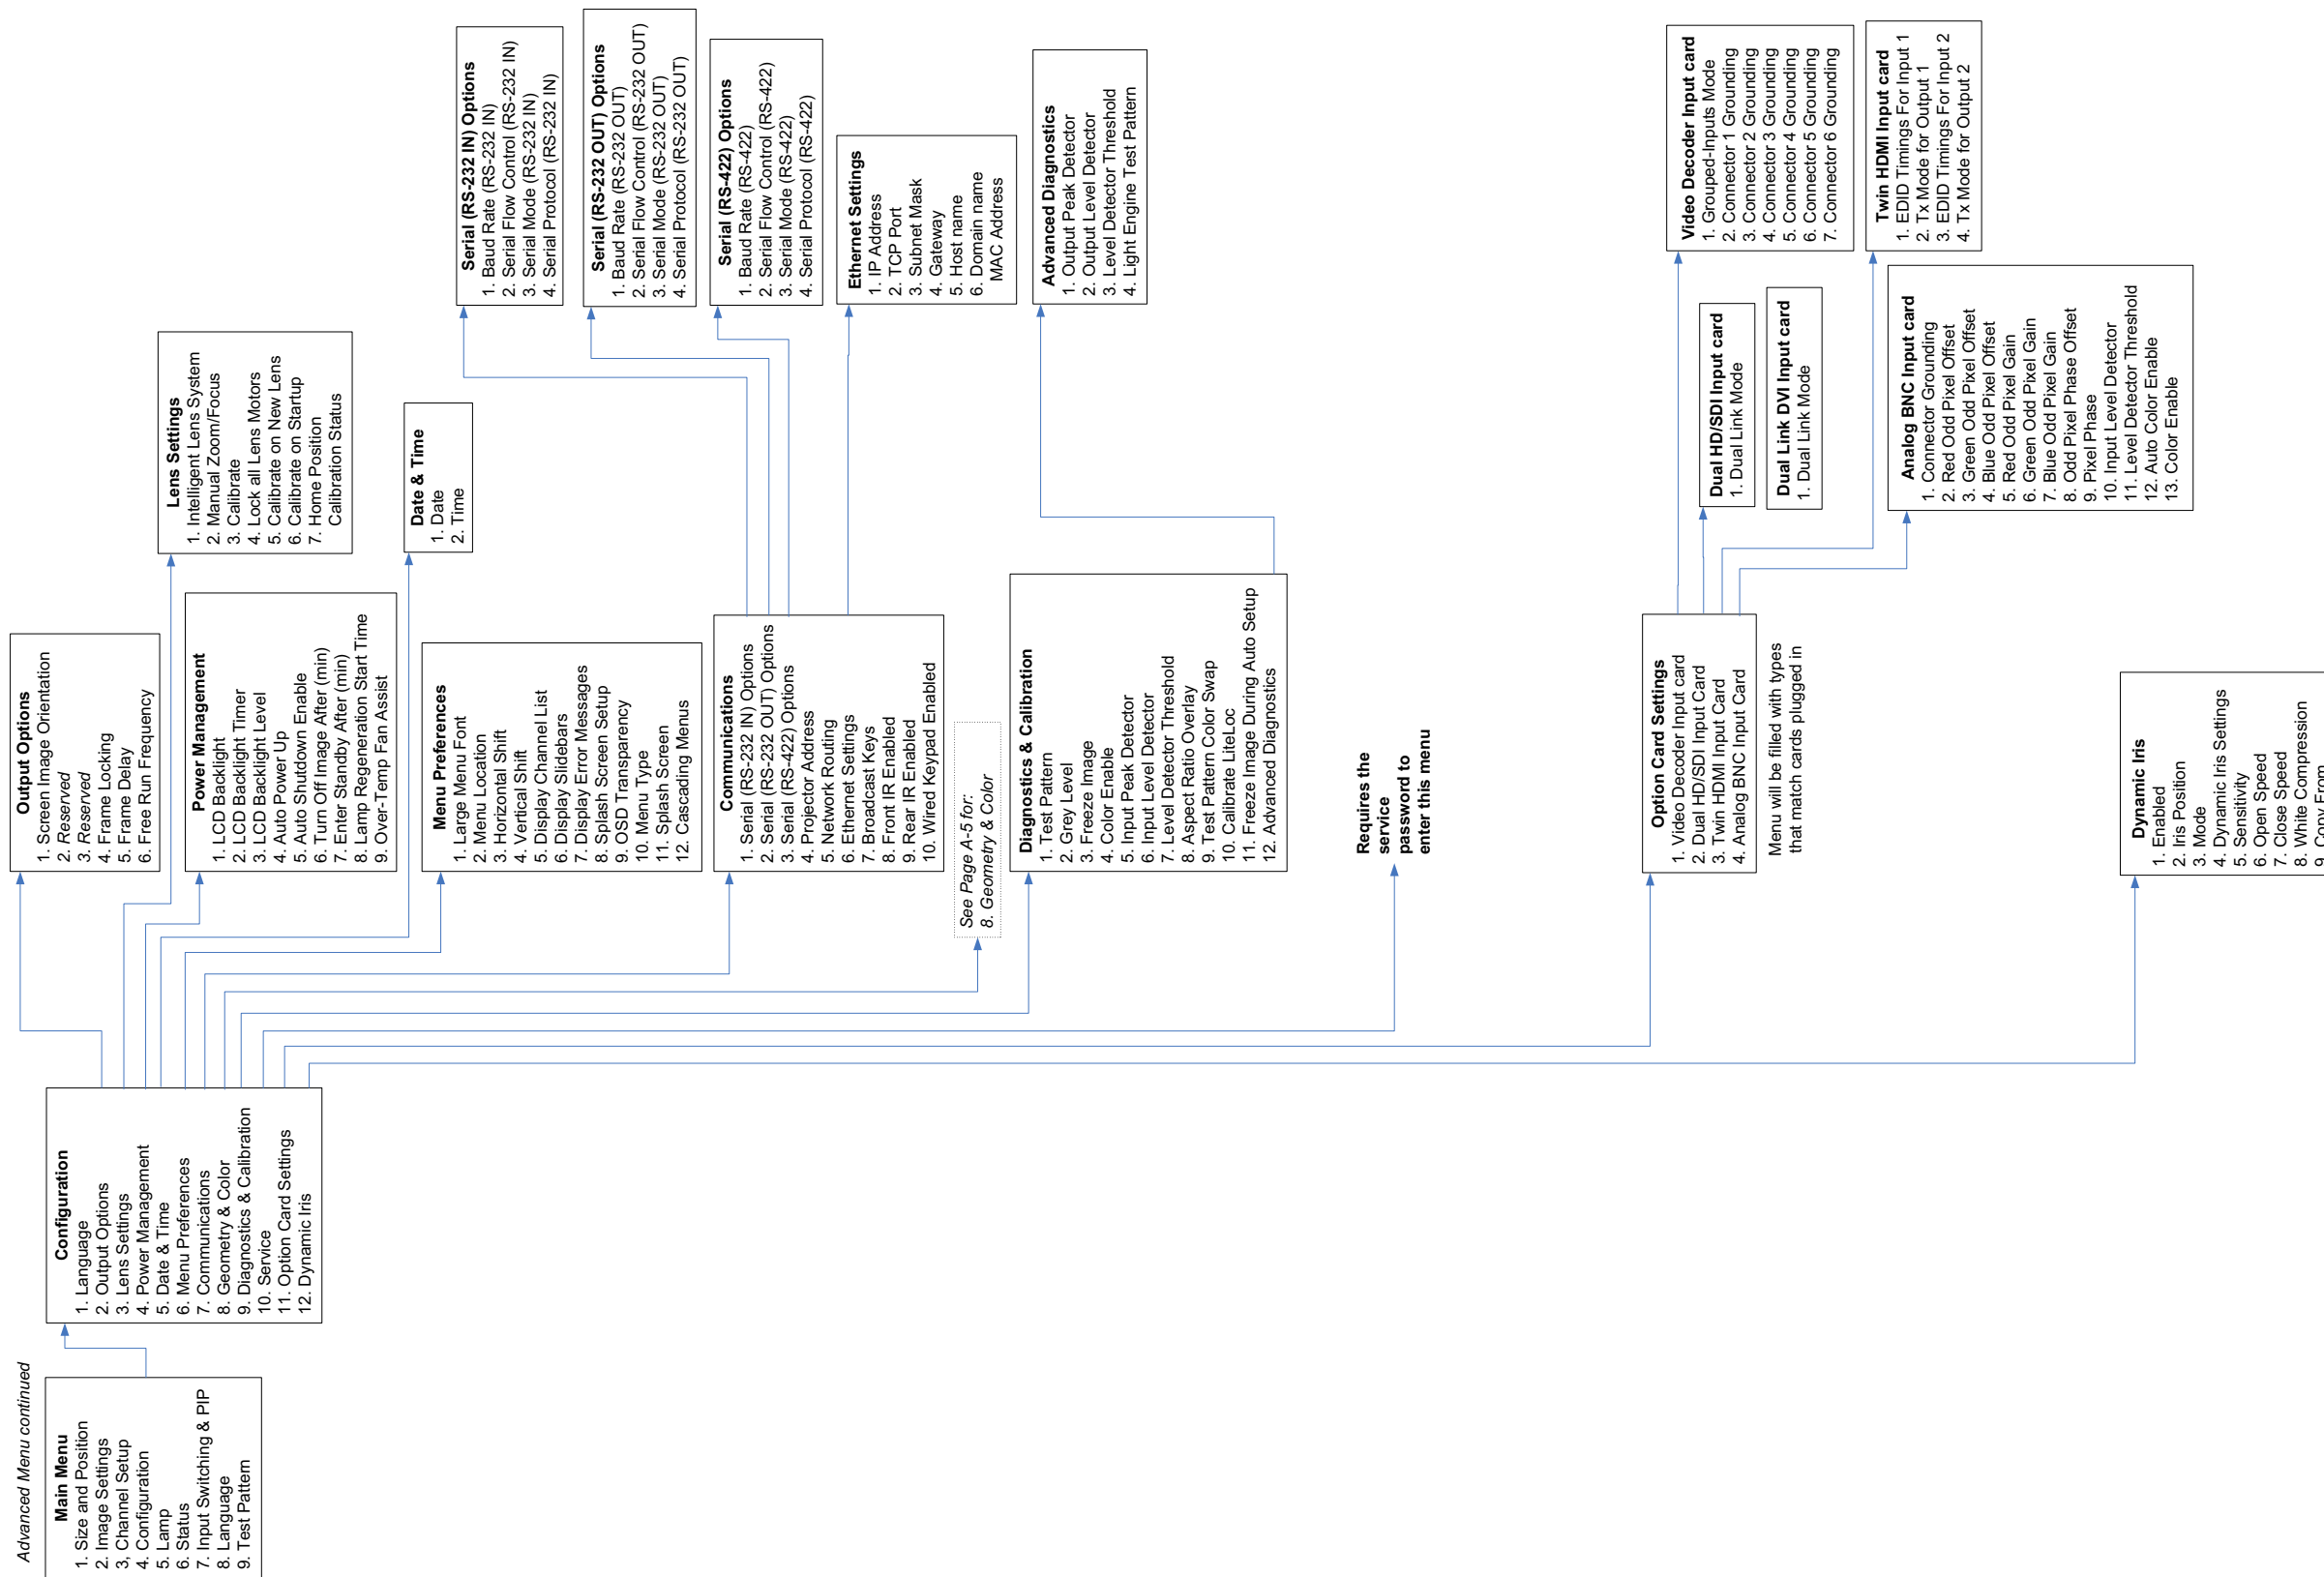 Advanced Menu continued
Main Menu
1. Size and Position
2. Image Settings
3, Channel Setup
4. Configuration
5. Lamp
6. Status
7. Input Switching & PIP
8. Language
9. Test Pattern
Configuration
1. Language
2. Output Options
3. Lens Settings
4. Power Management
5. Date & Time
6. Menu Preferences
7. Communications
8. Geometry & Color
9. Diagnostics & Calibration
10. Service
11. Option Card Settings
12. Dynamic Iris
Output Options
1. Screen Image Orientation
2. Reserved
3. Reserved
4. Frame Locking
5. Frame Delay
6. Free Run Frequency
Lens Settings
1. Intelligent Lens System
2. Manual Zoom/Focus
3. Calibrate
4. Lock all Lens Motors
5. Calibrate on New Lens
6. Calibrate on Startup
7. Home Position
Calibration Status
Power Management
1. LCD Backlight
2. LCD Backlight Timer
3. LCD Backlight Level
4. Auto Power Up
5. Auto Shutdown Enable
6. Turn Off Image After (min)
7. Enter Standby After (min)
8. Lamp Regeneration Start Time
9. Over-Temp Fan Assist
Date & Time
1. Date
2. Time
Menu Preferences
1. Large Menu Font
2. Menu Location
3. Horizontal Shift
4. Vertical Shift
5. Display Channel List
6. Display Slidebars
7. Display Error Messages
8. Splash Screen Setup
9. OSD Transparency
10. Menu Type
11. Splash Screen
12. Cascading Menus
Communications
1. Serial (RS-232 IN) Options
2. Serial (RS-232 OUT) Options
3. Serial (RS-422) Options
4. Projector Address
5. Network Routing
6. Ethernet Settings
7. Broadcast Keys
8. Front IR Enabled
9. Rear IR Enabled
10. Wired Keypad Enabled
Serial (RS-232 IN) Options
1. Baud Rate (RS-232 IN)
2. Serial Flow Control (RS-232 IN)
3. Serial Mode (RS-232 IN)
4. Serial Protocol (RS-232 IN)
Serial (RS-232 OUT) Options
1. Baud Rate (RS-232 OUT)
2. Serial Flow Control (RS-232 OUT)
3. Serial Mode (RS-232 OUT)
4. Serial Protocol (RS-232 OUT)
Serial (RS-422) Options
1. Baud Rate (RS-422)
2. Serial Flow Control (RS-422)
3. Serial Mode (RS-422)
4. Serial Protocol (RS-422)
Ethernet Settings
1. IP Address
2. TCP Port
3. Subnet Mask
4. Gateway
5. Host name
6. Domain name
MAC Address
See Page A-5 for:
8. Geometry & Color
Diagnostics & Calibration
1. Test Pattern
2. Grey Level
3. Freeze Image
4. Color Enable
5. Input Peak Detector
6. Input Level Detector
7. Level Detector Threshold
8. Aspect Ratio Overlay
9. Test Pattern Color Swap
10. Calibrate LiteLoc
11. Freeze Image During Auto Setup
12. Advanced Diagnostics
Advanced Diagnostics
1. Output Peak Detector
2. Output Level Detector
3. Level Detector Threshold
4. Light Engine Test Pattern
Requires the
service
password to
enter this menu
Option Card Settings
1. Video Decoder Input card
2. Dual HD/SDI Input Card
3. Twin HDMI Input Card
4. Analog BNC Input Card
Menu will be filled with types
that match cards plugged in
Video Decoder Input card
1. Grouped-Inputs Mode
2. Connector 1 Grounding
3. Connector 2 Grounding
4. Connector 3 Grounding
5. Connector 4 Grounding
6. Connector 5 Grounding
7. Connector 6 Grounding
Dual HD/SDI Input card
1. Dual Link Mode
Dual Link DVI Input card
1. Dual Link Mode
Twin HDMI Input card
1. EDID Timings For Input 1
2. Tx Mode for Output 1
3. EDID Timings For Input 2
4. Tx Mode for Output 2
Analog BNC Input card
1. Connector Grounding
2. Red Odd Pixel Offset
3. Green Odd Pixel Offset
4. Blue Odd Pixel Offset
5. Red Odd Pixel Gain
6. Green Odd Pixel Gain
7. Blue Odd Pixel Gain
8. Odd Pixel Phase Offset
9. Pixel Phase
10. Input Level Detector
11. Level Detector Threshold
12. Auto Color Enable
13. Color Enable
Dynamic Iris
1. Enabled
2. Iris Position
3. Mode
4. Dynamic Iris Settings
5. Sensitivity
6. Open Speed
7. Close Speed
8. White Compression
9. Copy From